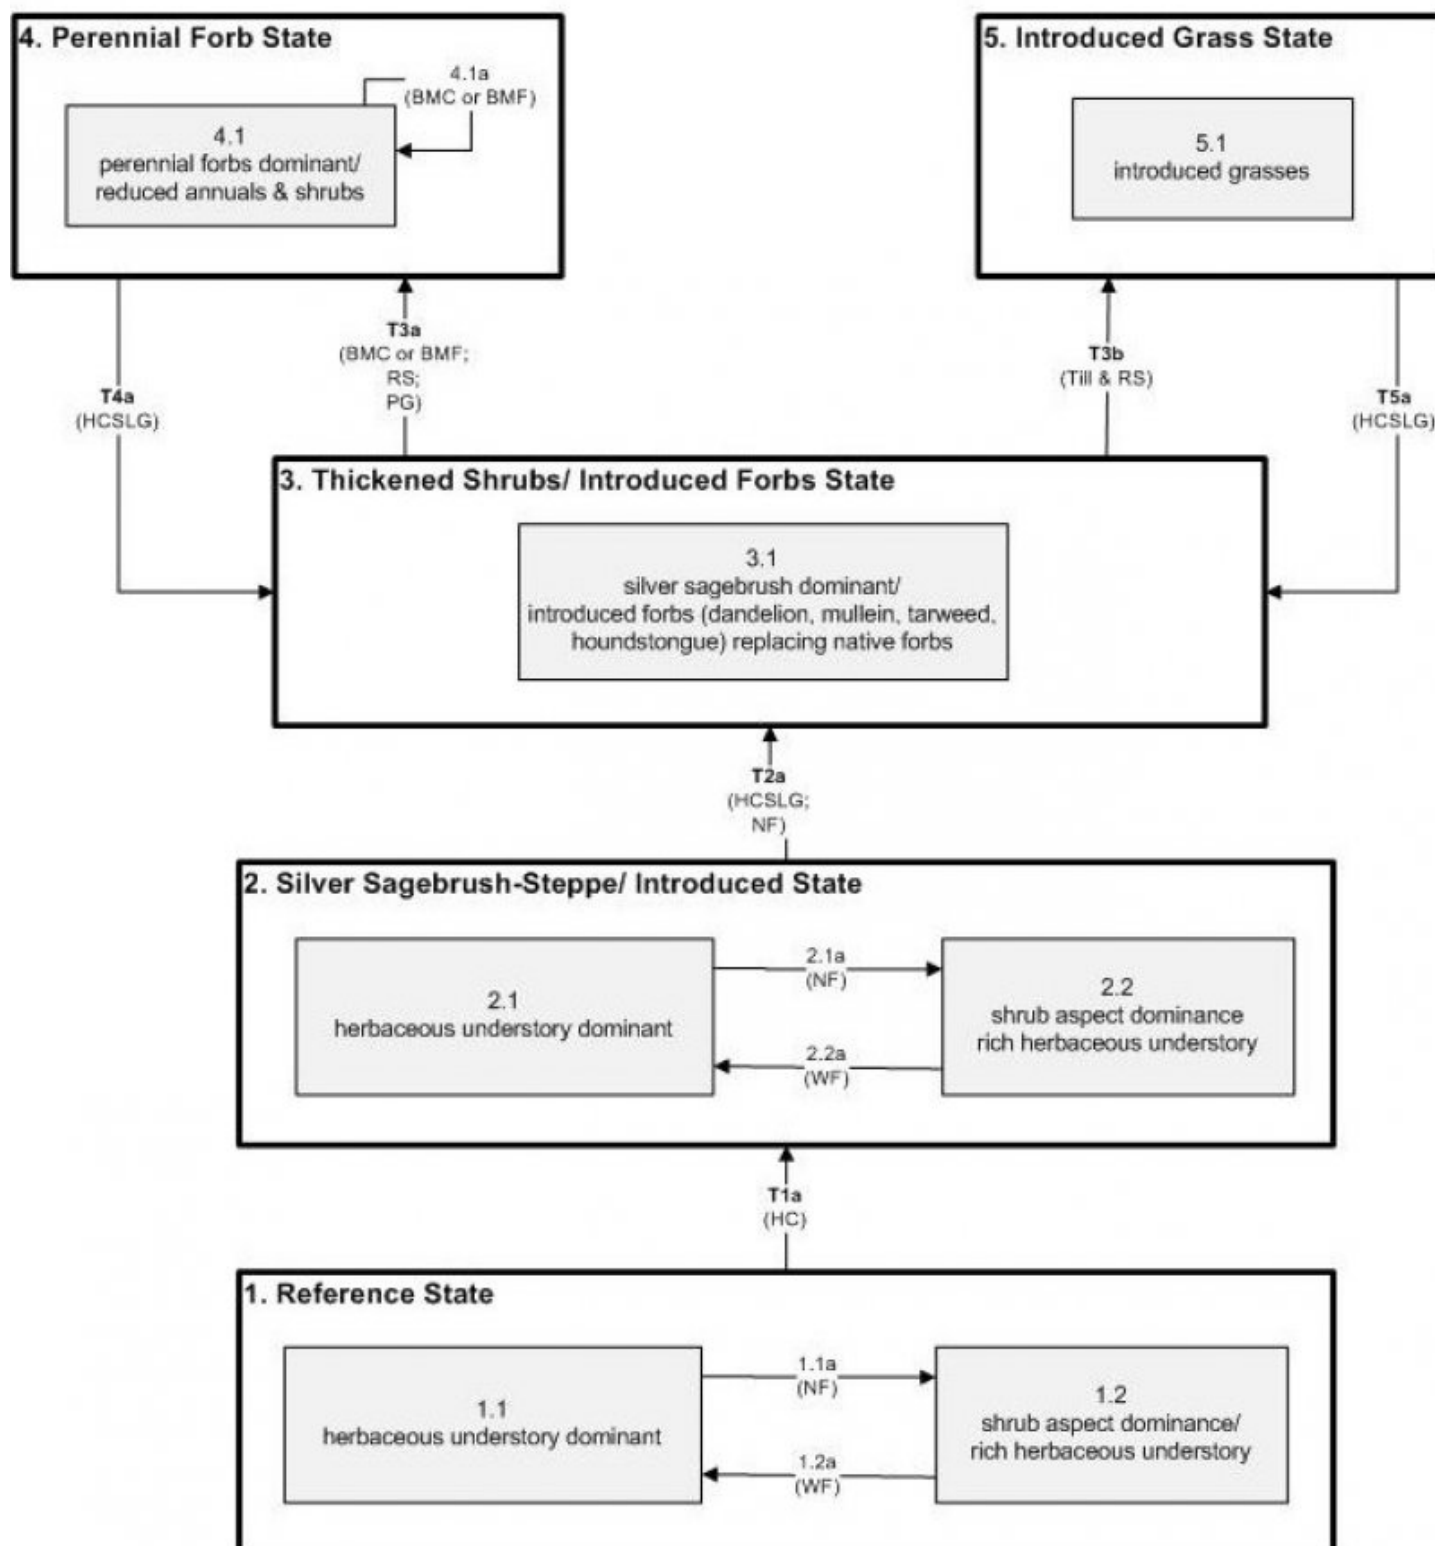 4. Perennial Forb State
4.1a
(BMC or BMF)
4.1
perennial forbs dominant/
reduced annuals & shrubs
5. Introduced Grass State
5.1
introduced grasses
T4a
(HCSLG)
T3a
(BMC or BMF;
RS;
PG)
T3b
(Till & RS)
T5a
(HCSLG)
3. Thickened Shrubs/ Introduced Forbs State
3.1
silver sagebrush dominant/
introduced forbs (dandelion, mullein, tarweed,
houndstongue) replacing native forbs
T2a
(HCSLG;
NF)
2. Silver Sagebrush-Steppe/ Introduced State
2.1
herbaceous understory dominant
2.1a
(NF)
2.2a
(WF)
2.2
shrub aspect dominance
rich herbaceous understory
T1a
(HC)
1. Reference State
1.1
herbaceous understory dominant
1.1a
(NF)
1.2a
(WF)
1.2
shrub aspect dominance/
rich herbaceous understory